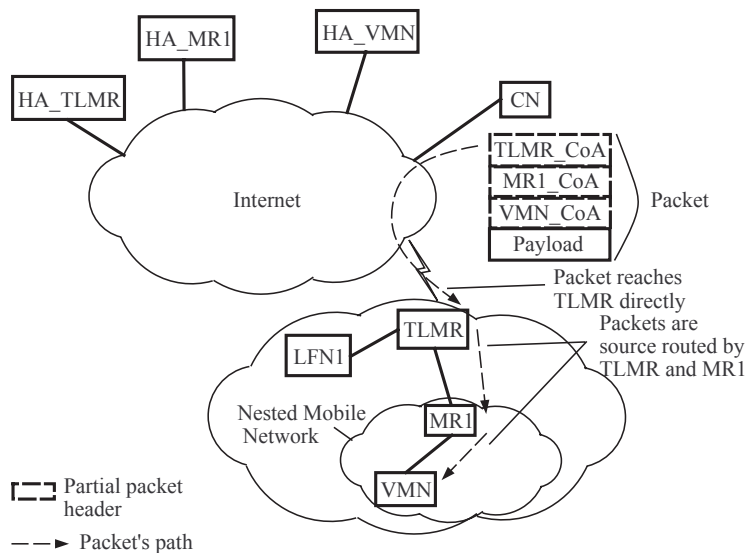 HA_MR1
HA_VMN
HA_TLMR
CN
TLMR_CoA
MR1_CoA
VMN_CoA
Payload
Packet
Internet
Packet reaches
TLMR directly
Packets are
source routed by
TLMR and MR1
TLMR
LFN1
Nested Mobile
Network
MR1
VMN
Partial packet
header
Packet's path